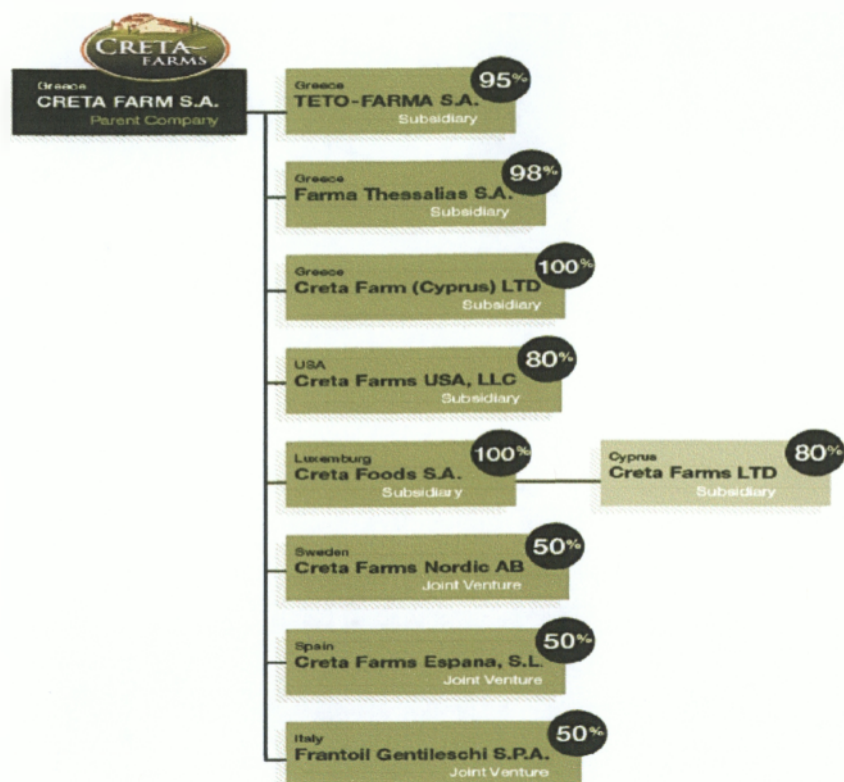 CRETA
FARMS
Greece
CRETA FARM S.A.
Parent Company
Greece
95%
TETO-FARMA S.A.
Subsidiary
Greece
98%
Farma Thessalias S.A.
Subsidiary
Greece
100%
Creta Farm (Cyprus) LTD
Subsidiary
USA
80%
Creta Farms USA, LLC
Subsidiary
Luxemburg
100%
Creta Foods S.A.
Subsidiary
Cyprus
80%
Creta Farms LTD
Subsidiary
Sweden
50%
Creta Farms Nordic AB
Joint Venture
Spain
50%
Creta Farms Espana, S.L.
Joint Venture
Italy
50%
Frantoil Gentileschi S.P.A.
Joint Venture